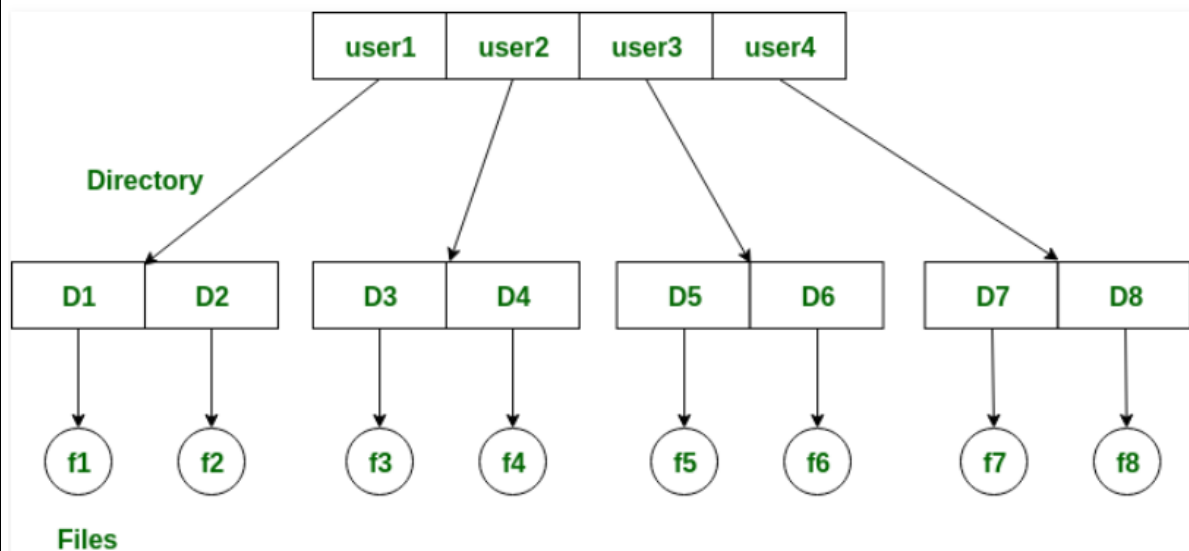 user1 user2 user3 user4
Directory
D1 D2 D3 D4 D5 D6 D7 D8
f1 f2 f3 f4 f5 f6 f7 f8
Files